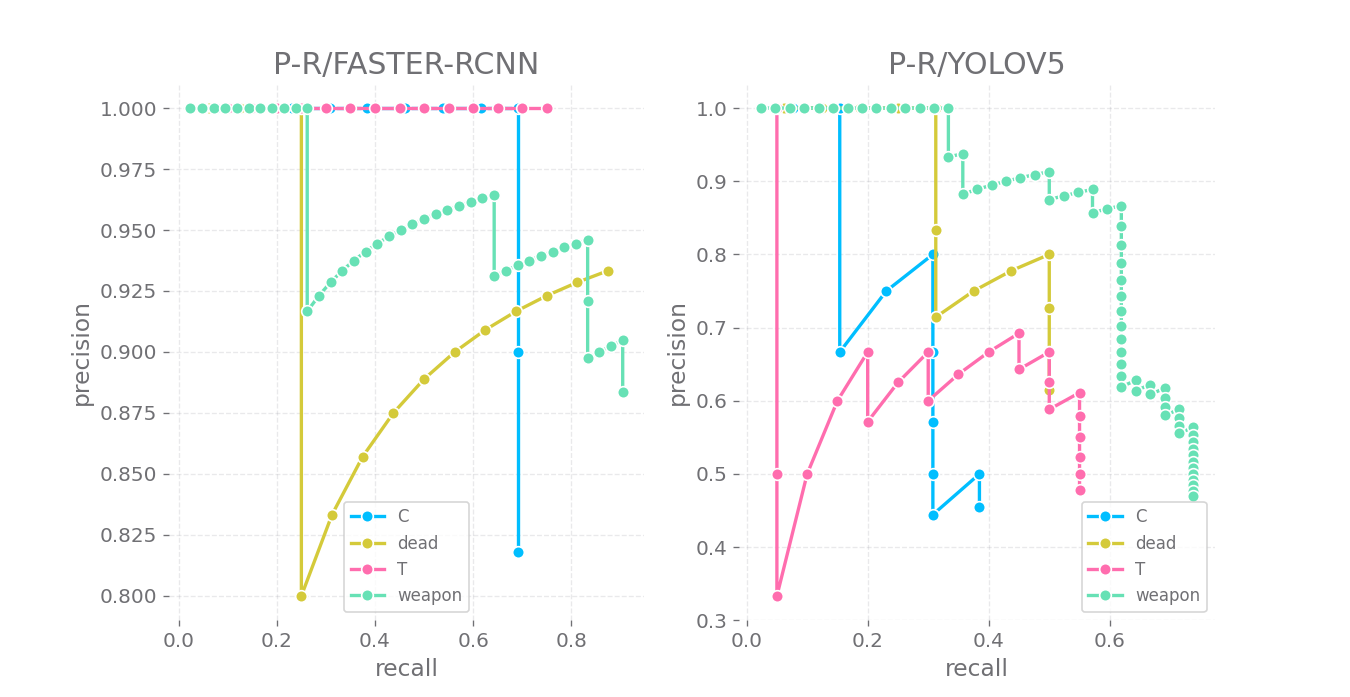 P-R/FASTER-RCNN
1.000
0.975
0.950
0.925
0.900
0.875
0.850
0.825
0.800
precision
0.0 0.2 0.4 0.6 0.8
recall
C
dead
T
weapon
P-R/YOLOV5
1.0
0.9
0.8
0.7
0.6
0.5
0.4
0.3
precision
0.0 0.2 0.4 0.6
recall
C
dead
T
weapon